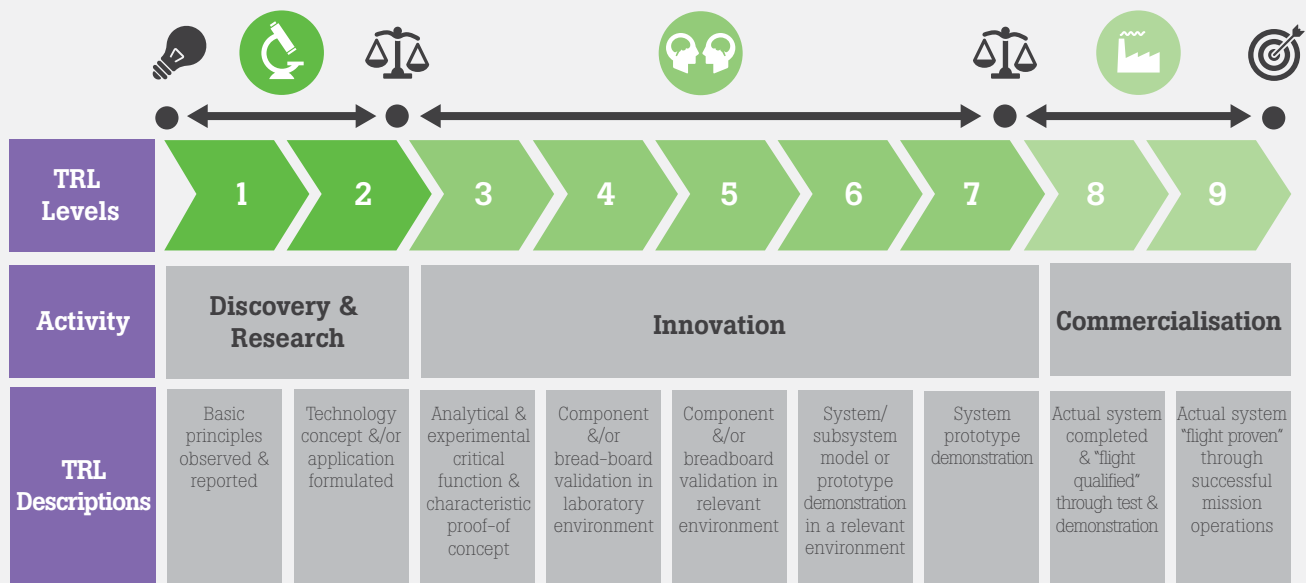 TRL
Levels
1
2
3
4
5
6
7
8
9
Activity
Discovery &
Research
Innovation
Commercialisation
TRL
Descriptions
Basic
principles
observed &
reported
Technology
concept &/or
application
formulated
Analytical &
experimental
critical
function &
characteristic
proof-of
concept
Component
&/or
bread-board
validation in
laboratory
environment
Component
&/or
breadboard
validation in
relevant
environment
System/
subsystem
model or
prototype
demonstration
in a relevant
environment
System
prototype
demonstration
Actual system
completed
& "flight
qualified"
through test &
demonstration
Actual system
"flight proven"
through
successful
mission
operations